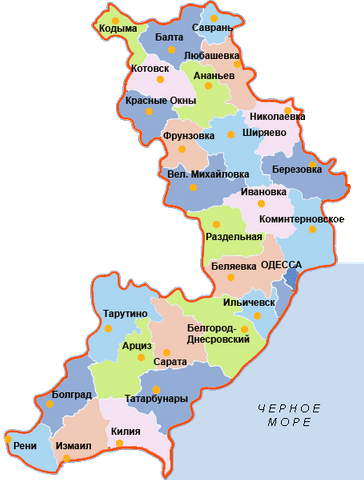 Кодыма
Саврань
Балта
Любашевка
Котовск
Ананьев
Красные Окны
Николаевка
Фрунзовка
Ширяево
Вел. Михайловка
Березовка
Ивановка
Коминтерновское
Раздельная
Беляевка
ОДЕССА
Тарутино
Ильичевск
Белгород-
Днесровский
Арциз
Сарата
Болград
Татарбунары
ЧЕРНОЕ
МОРЕ
Килия
Рени
Измаил